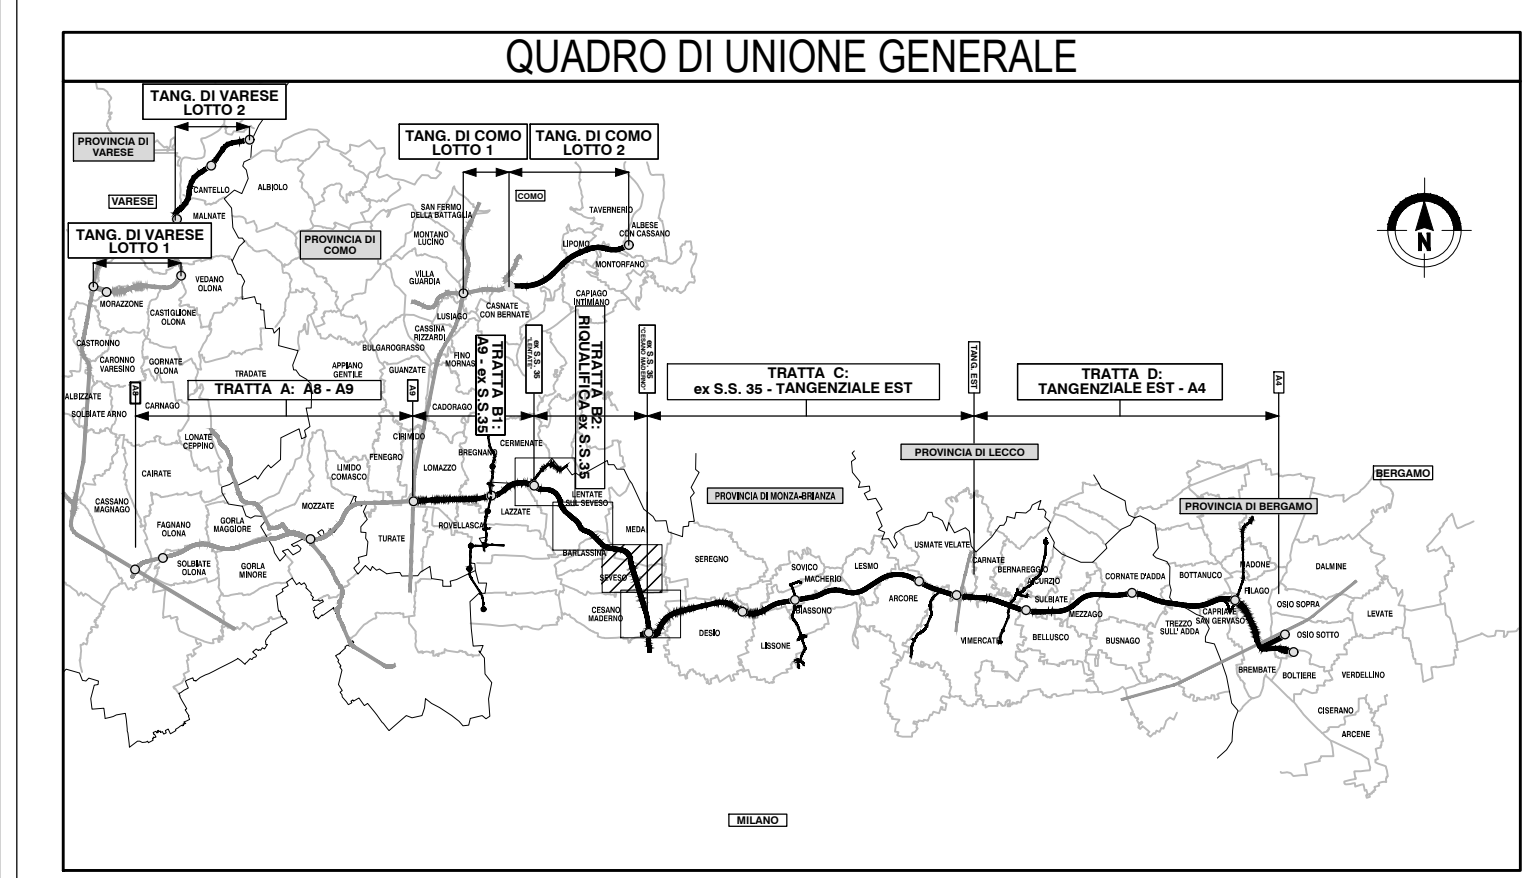 QUADRO DI UNIONE GENERALE
TANG. DI VARESE
LOTTO 2
PROVINCIA DI
VARESE
TANG. DI COMO
LOTTO 1
TANG. DI COMO
LOTTO 2
CANTELLO
ALBIOLO
VARESE
MALNATE
COMO
SAN FERMO
DELLA BATTAGLIA
TAVERNERIO
ALBESE
CON CASSANO
TANG. DI VARESE
LOTTO 1
PROVINCIA DI
COMO
MONTANO
LUCINO
LIPOMO
MONTORFANO
N
VILLA
GUARDIA
VEDANO
OLONA
MORAZZONE
CASTIGLIONE
OLONA
LUSIAGO
CASNATE
CON BERNATE
CAPIAGO
INTIMIANO
CASSINA
RIZZARDI
BULGAROGRASSO
FINO
MORNAS
CASTRONNO
CARONNO
VARESINO
GORNATE
OLONA
TRADATE
APPIANO
GENTILE
GUANZATE
TRATTA B1:
A9 - ex S.S.35
ex S.S. 35
"LENTATE"
TRATTA B2:
RIQUALIFICA ex S.S.35
ex S.S. 35
"CESANO MADERNO"
TANG. EST
TRATTA C:
ex S.S. 35 - TANGENZIALE EST
TRATTA D:
TANGENZIALE EST - A4
A4
A8
TRATTA A: A8 - A9
A9
ALBIZZATE
SOLBIATE ARNO
CARNAGO
CADORAGO
LONATE
CEPPINO
CIRIMIDO
FENEGRO
LOMAZZO
BREGNANO
CERMENATE
CAIRATE
LIMIDO
COMASCO
PROVINCIA DI LECCO
BERGAMO
PROVINCIA DI MONZA-BRIANZA
PROVINCIA DI BERGAMO
CASSANO
MAGNAGO
MOZZATE
LENTATE
SUL SEVESO
LAZZATE
ROVELLASCA
MEDA
FAGNANO
OLONA
GORLA
MAGGIORE
TURATE
BARLASSINA
SEREGNO
USMATE VELATE
CARNATE
BERNAREGGIO
SOLBIATE
OLONA
GORLA
MINORE
SEVESO
SOVICO
MACHERIO
LESMO
AICURZIO
CORNATE D'ADDA
BOTTANUCO
MADONE
DALMINE
CESANO
MADERNO
BIASSONO
ARCORE
SULBIATE
MEZZAGO
FILAGO
CAPRIATE
SAN GERVASO
OSIO SOPRA
LEVATE
DESIO
LISSONE
VIMERCATE
BELLUSCO
BUSNAGO
TREZZO
SULL' ADDA
OSIO SOTTO
BREMBATE
BOLTIERE
VERDELLINO
CISERANO
ARCENE
MILANO